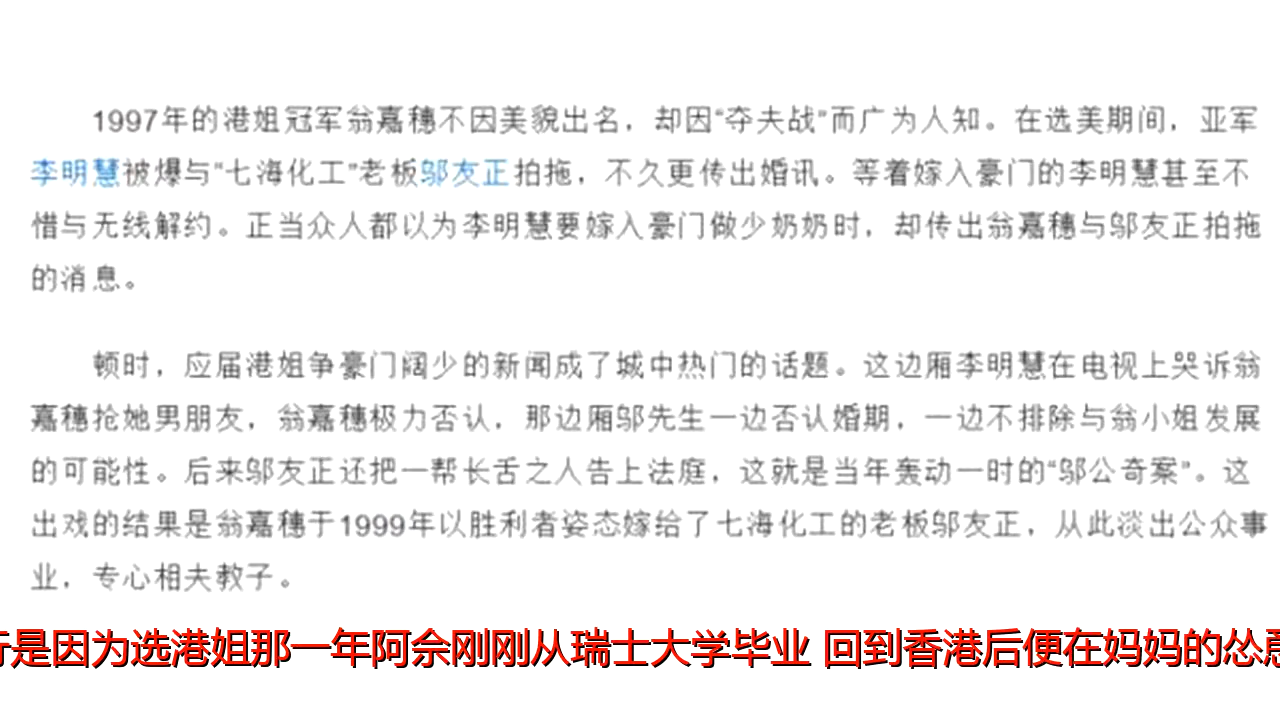 1997年的港姐冠军翁嘉穗不因美貌出名，却因“夺夫战”而广为人知。在选美期间，亚军
李明慧被爆与“七海化工”老板邬友正拍拖，不久更传出婚讯。等着嫁入豪门的李明慧甚至不
惜与无线解约。正当众人都以为李明慧要嫁入豪门做少奶奶时，却传出翁嘉穗与邬友正拍拖
的消息。
顿时，应届港姐争豪门阔少的新闻成了城中热门的话题。这边厢李明慧在电视上哭诉翁
嘉穗抢她男朋友，翁嘉穗极力否认，那边厢邬先生一边否认婚期，一边不排除与翁小姐发展
的可能性。后来邬友正还把一帮长舌之人告上法庭，这就是当年轰动一时的“邬公奇案”。这
出戏的结果是翁嘉穗于1999年以胜利者姿态嫁给了七海化工的老板邬友正，从此淡出公众事
业，专心相夫教子。
是因为选港姐那一年阿佘刚刚从瑞士大学毕业 回到香港后便在妈妈的怂